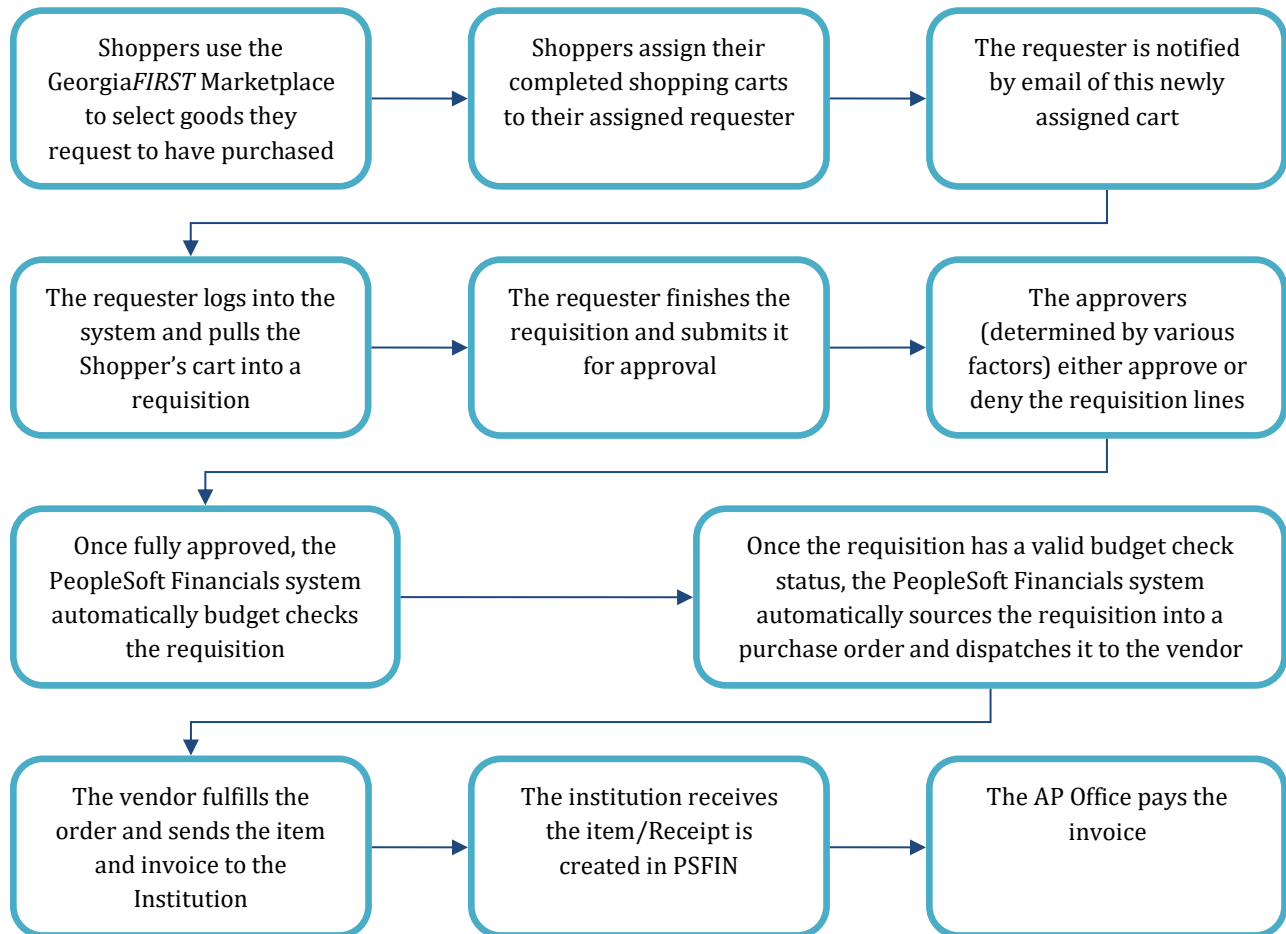 Shoppers use the
GeorgiaFIRST Marketplace
to select goods they
request to have purchased
Shoppers assign their
completed shopping carts
to their assigned requester
The requester is notified
by email of this newly
assigned cart
The requester logs into the
system and pulls the
Shopper’s cart into a
requisition
The requester finishes the
requisition and submits it
for approval
The approvers
(determined by various
factors) either approve or
deny the requisition lines
Once fully approved, the
PeopleSoft Financials system
automatically budget checks
the requisition
Once the requisition has a valid budget check
status, the PeopleSoft Financials system
automatically sources the requisition into a
purchase order and dispatches it to the vendor
The vendor fulfills the
order and sends the item
and invoice to the
Institution
The institution receives
the item/Receipt is
created in PSFIN
The AP Office pays the
invoice